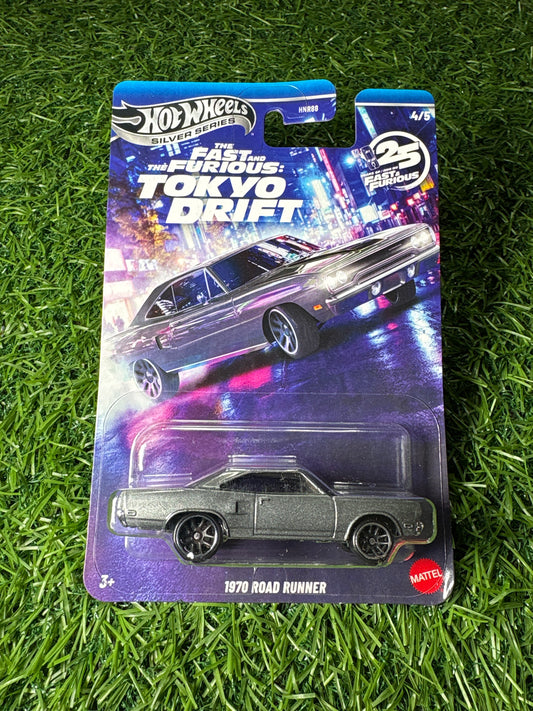 HOT WHEELS
SILVER SERIES
HNR88
4/5
THE
FAST AND
THE FURIOUS:
TOKYO
DRIFT
25
FAST &
FURIOUS
3+
1970 ROAD RUNNER
MATTEL